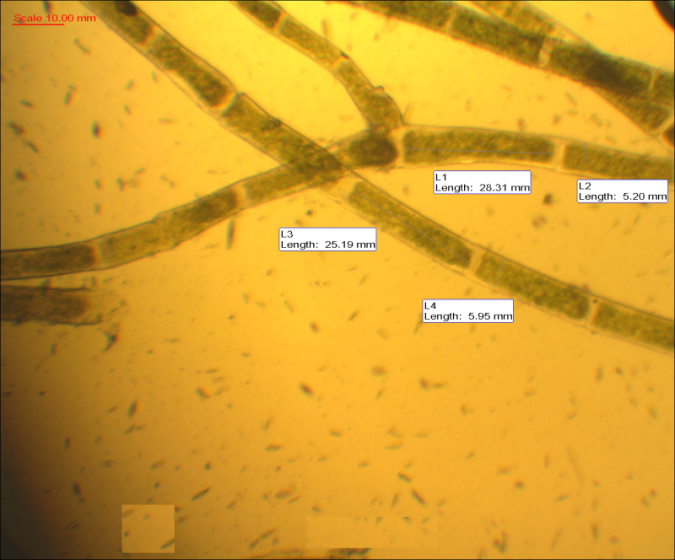 Scale 10.00 mm
L1
Length: 28.31 mm
L2
Length: 5.20 mm
L3
Length: 25.19 mm
L4
Length: 5.95 mm